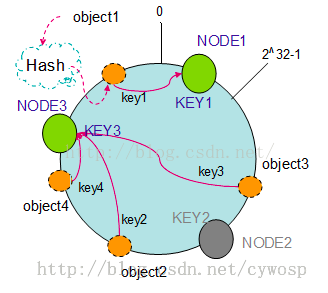 object1
0
NODE1
2^32-1
Hash
key1
KEY1
NODE3
KEY3
http://blog.csdn.net/
object3
key3
key4
object4
key2
KEY2
NODE2
object2
http://blog.csdn.net/cywosp